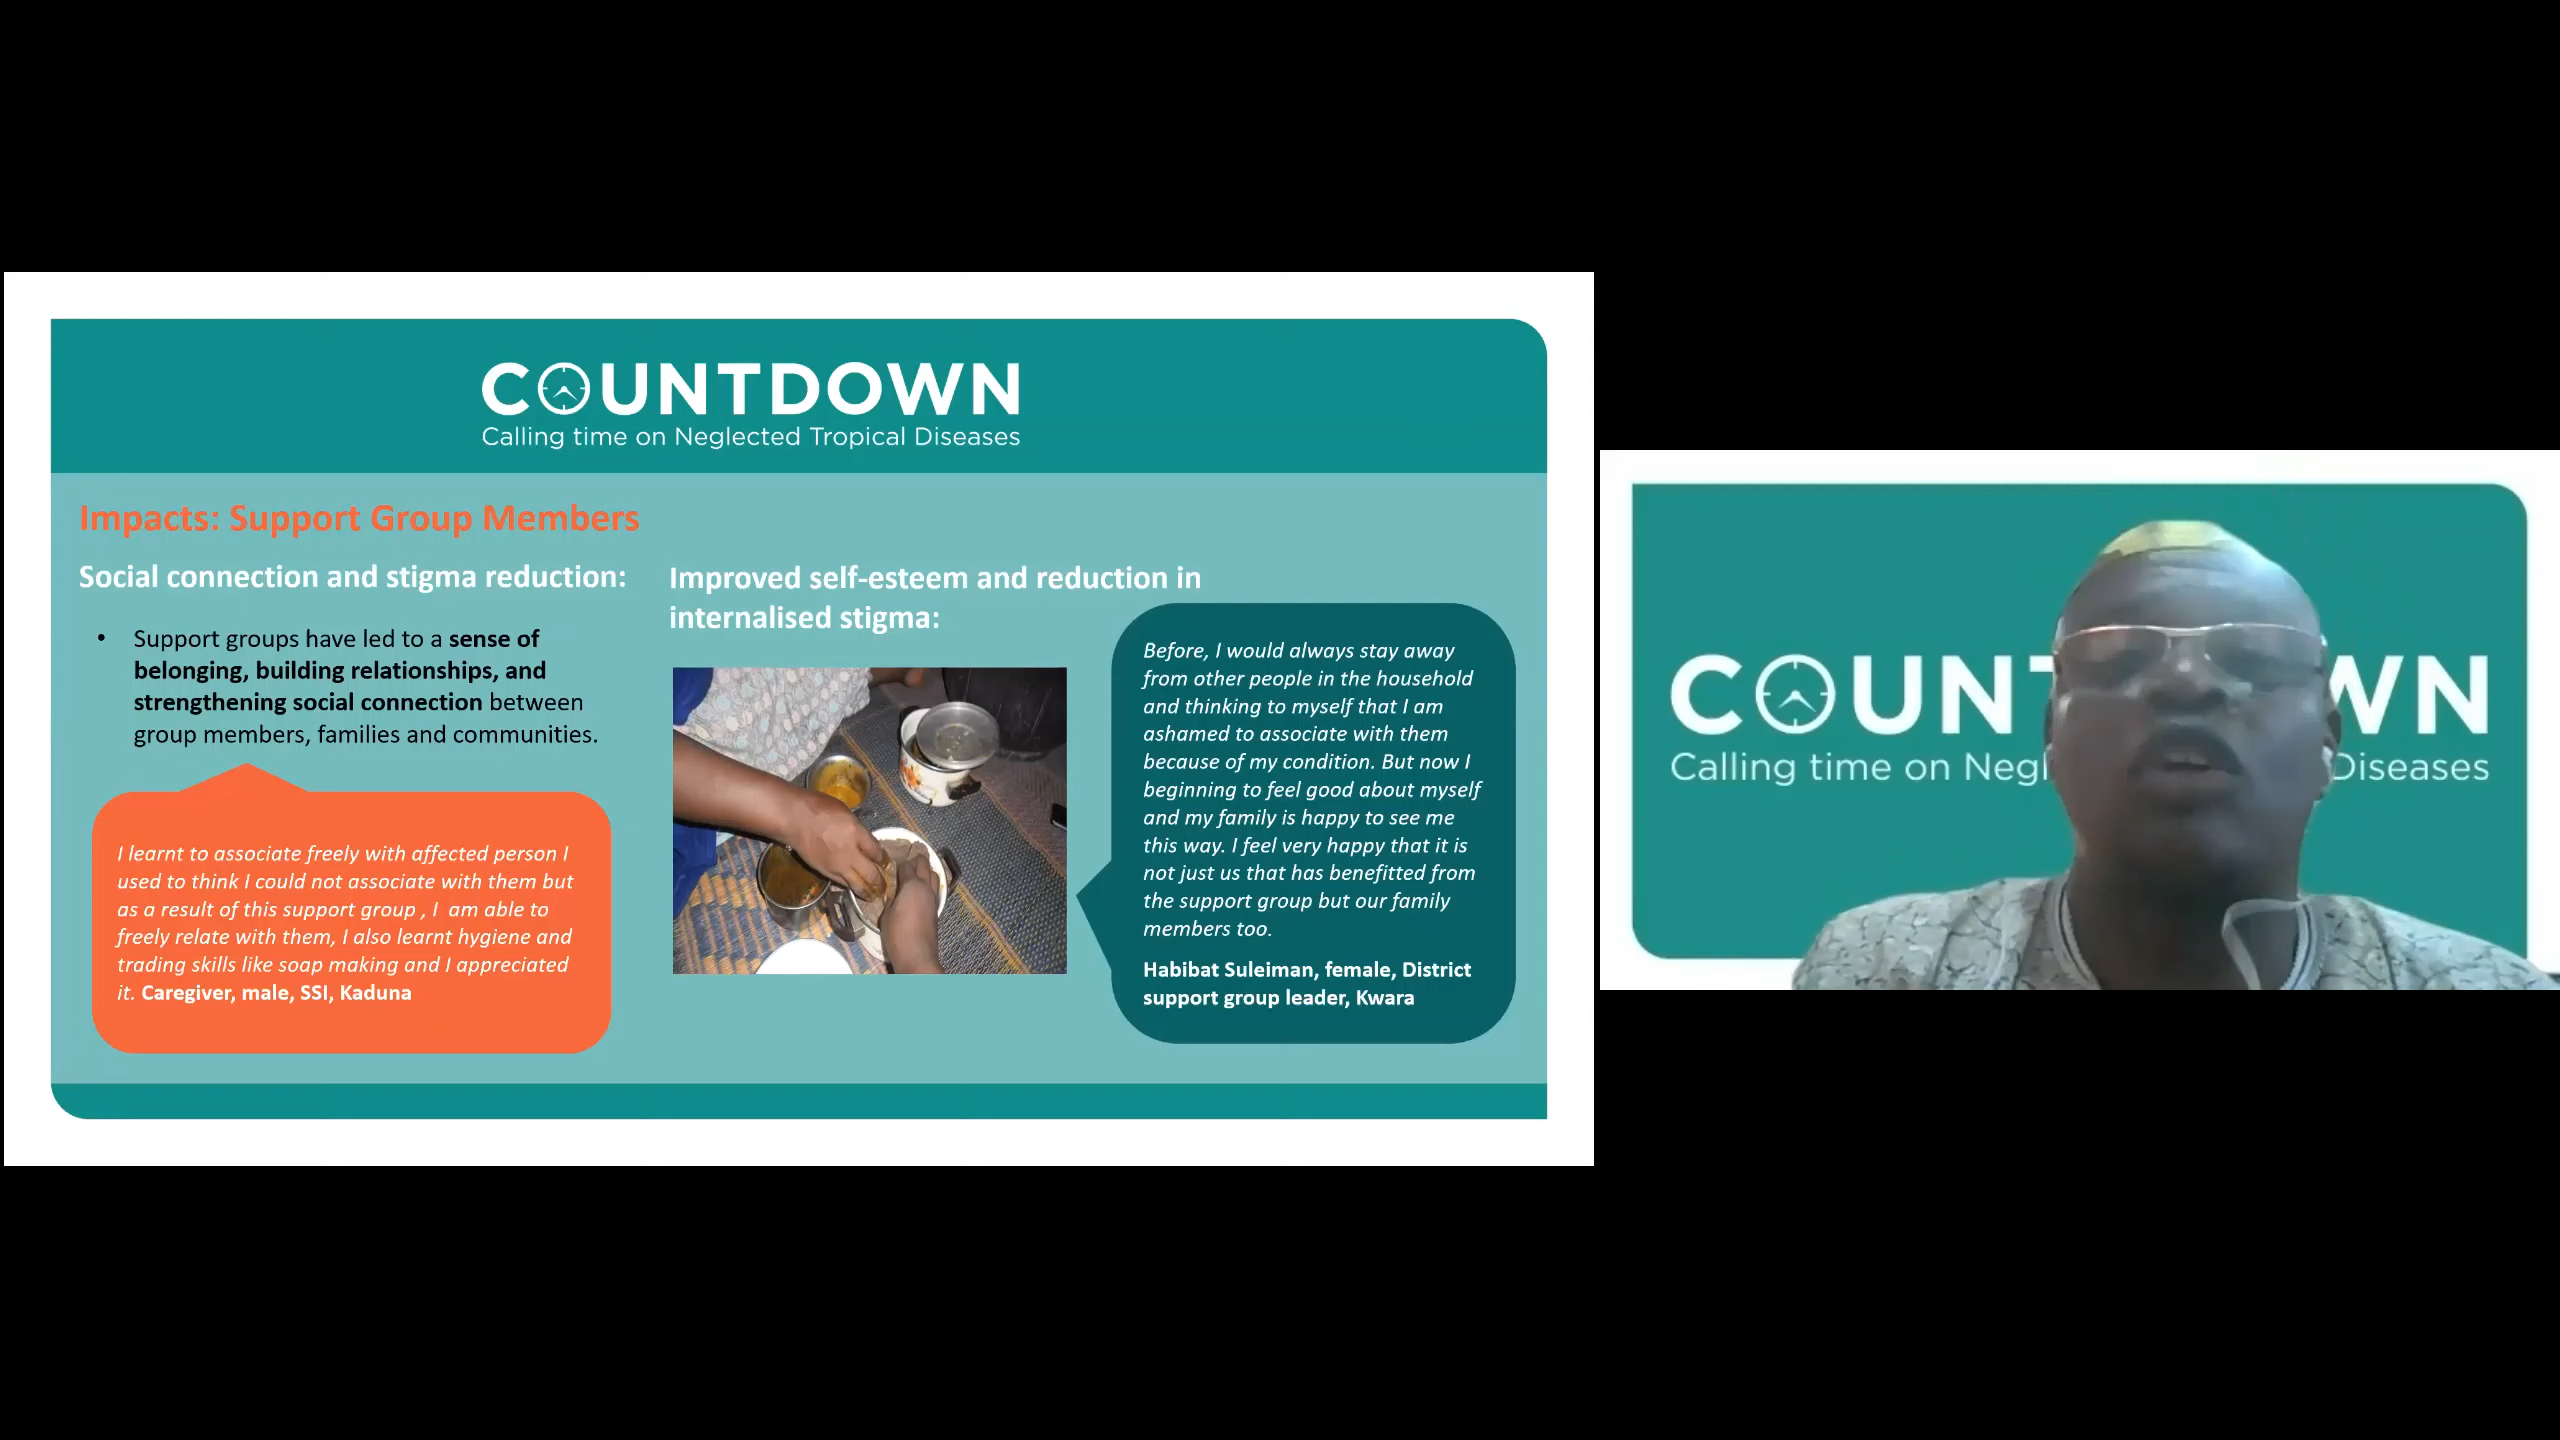 COUNTDOWN
Calling time on Neglected Tropical Diseases
Impacts: Support Group Members
Social connection and stigma reduction:
• Support groups have led to a sense of
belonging, building relationships, and
strengthening social connection between
group members, families and communities.
I learnt to associate freely with affected person I
used to think I could not associate with them but
as a result of this support group , I am able to
freely relate with them, I also learnt hygiene and
trading skills like soap making and I appreciated
it. Caregiver, male, SSI, Kaduna
Improved self-esteem and reduction in
internalised stigma:
Before, I would always stay away
from other people in the household
and thinking to myself that I am
ashamed to associate with them
because of my condition. But now I
beginning to feel good about myself
and my family is happy to see me
this way. I feel very happy that it is
not just us that has benefitted from
the support group but our family
members too.
Habibat Suleiman, female, District
support group leader, Kwara
COUNT WN
Calling time on Negl Diseases